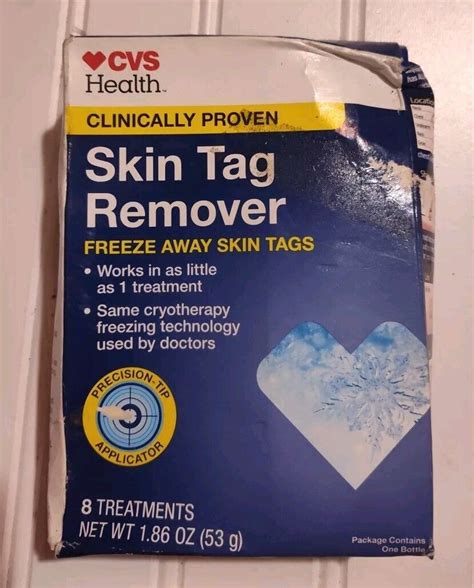 CVS
Health™
CLINICALLY PROVEN
Skin Tag
Remover
FREEZE AWAY SKIN TAGS
• Works in as little
as 1 treatment
• Same cryotherapy
freezing technology
used by doctors
PRECISION-TIP
APPLICATOR
8 TREATMENTS
NET WT 1.86 OZ (53 g)
Package Contains
One Bottle